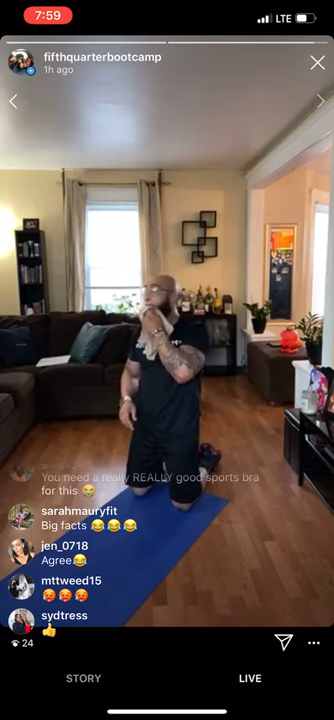 7:59
LTE
fifthquarterbootcamp
1h ago
You need a really REALLY good sports bra
for this 😭
sarahmauryfit
Big facts 😂😂😂
jen_0718
Agree😂
mttweed15
🥵🥵🥵
sydtress
👍
24
STORY
LIVE